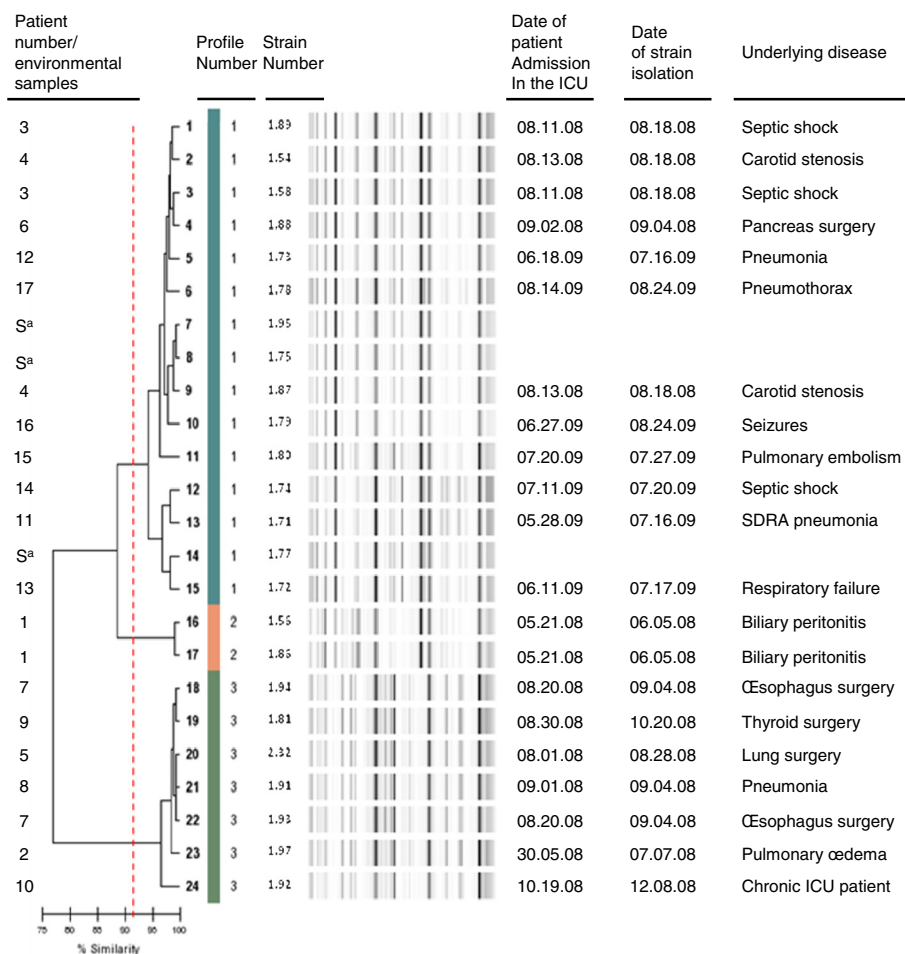 Patient number/ environmental samples
Profile Number
Strain Number
Date of patient Admission In the ICU
Date of strain isolation
Underlying disease
3 1 1 1.89 08.11.08 08.18.08 Septic shock
4 2 1 1.54 08.13.08 08.18.08 Carotid stenosis
3 3 1 1.58 08.11.08 08.18.08 Septic shock
6 4 1 1.88 09.02.08 09.04.08 Pancreas surgery
12 5 1 1.73 06.18.09 07.16.09 Pneumonia
17 6 1 1.78 08.14.09 08.24.09 Pneumothorax
Sa 7 1 1.95
Sa 8 1 1.75
4 9 1 1.87 08.13.08 08.18.08 Carotid stenosis
16 10 1 1.79 06.27.09 08.24.09 Seizures
15 11 1 1.80 07.20.09 07.27.09 Pulmonary embolism
14 12 1 1.74 07.11.09 07.20.09 Septic shock
11 13 1 1.71 05.28.09 07.16.09 SDRA pneumonia
Sa 14 1 1.77
13 15 1 1.72 06.11.09 07.17.09 Respiratory failure
1 16 2 1.56 05.21.08 06.05.08 Biliary peritonitis
1 17 2 1.86 05.21.08 06.05.08 Biliary peritonitis
7 18 3 1.94 08.20.08 09.04.08 Œsophagus surgery
9 19 3 1.81 08.30.08 10.20.08 Thyroid surgery
5 20 3 2.32 08.01.08 08.28.08 Lung surgery
8 21 3 1.91 09.01.08 09.04.08 Pneumonia
7 22 3 1.93 08.20.08 09.04.08 Œsophagus surgery
2 23 3 1.97 30.05.08 07.07.08 Pulmonary œdema
10 24 3 1.92 10.19.08 12.08.08 Chronic ICU patient
75 80 85 90 95 100
% Similarity